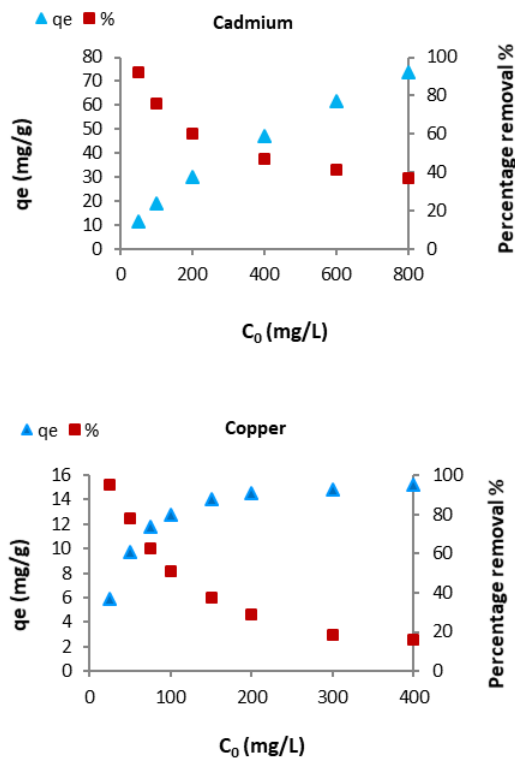 qe % Cadmium
80 100
70
60 80
50 60
40
30 40
20 20
10
0 0
0 200 400 600 800
qe (mg/g)
Percentage removal %
C₀ (mg/L)
qe % Copper
16 100
14
12 80
10 60
8
6 40
4 20
2
0 0
0 100 200 300 400
qe (mg/g)
Percentage removal %
C₀ (mg/L)